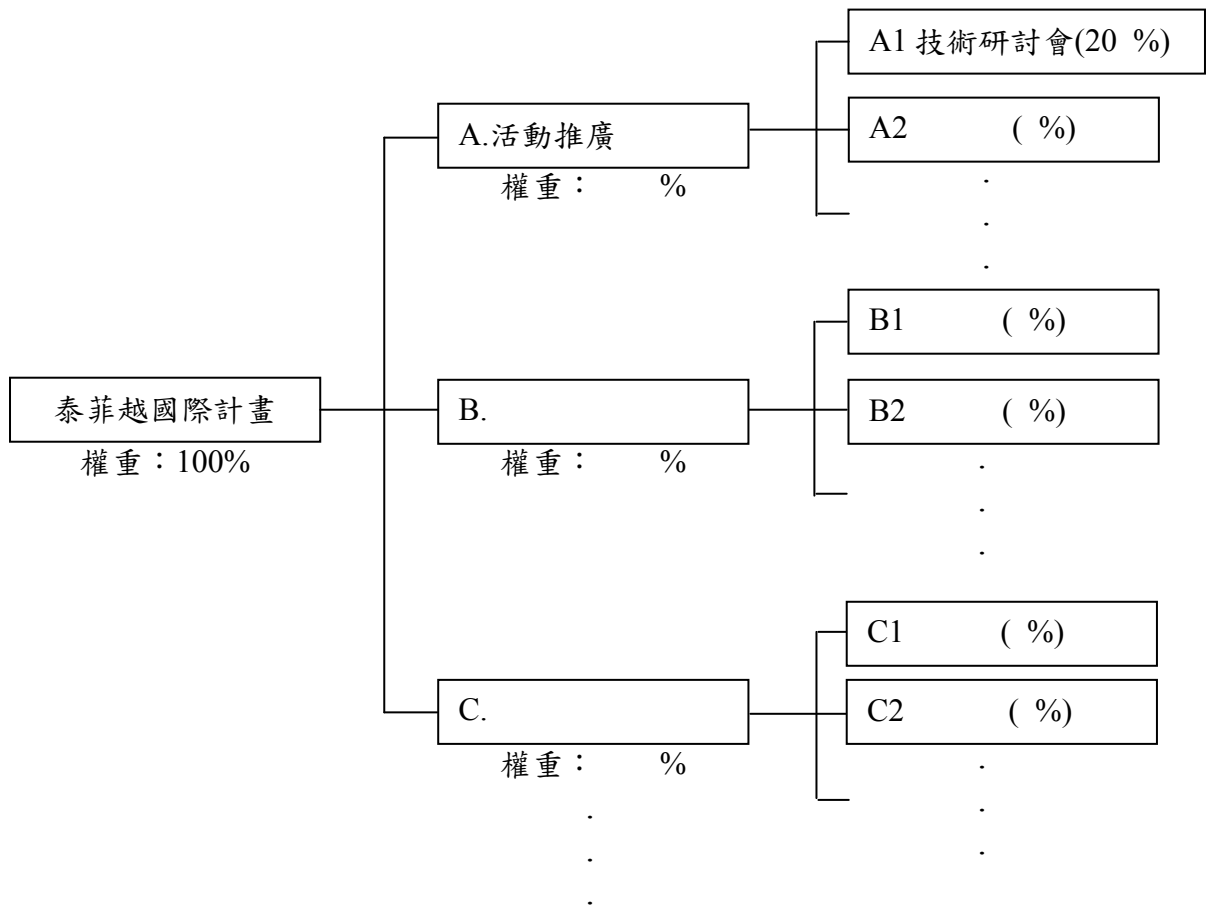 A1 技術研討會(20 %)
A.活動推廣
權重： %
A2 ( %)
.
.
.
B1 ( %)
泰菲越國際計畫
權重：100%
B.
權重： %
B2 ( %)
.
.
.
C1 ( %)
C.
權重： %
C2 ( %)
.
.
.
.
.
.